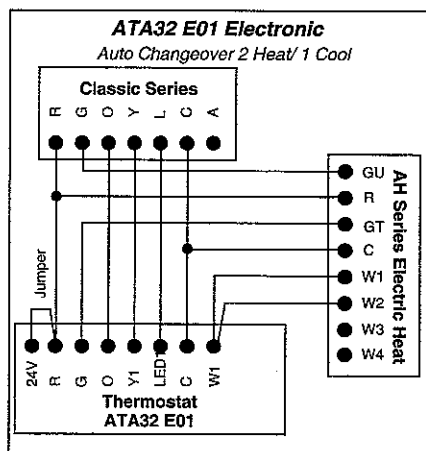 ATA32 E01 Electronic
Auto Changeover 2 Heat/ 1 Cool
Classic Series
R G O Y L C A
GU
R
GT
C
W1
W2
W3
W4
AH Series Electric Heat
Jumper
24V R G O Y1 LED1 C W1
Thermostat
ATA32 E01